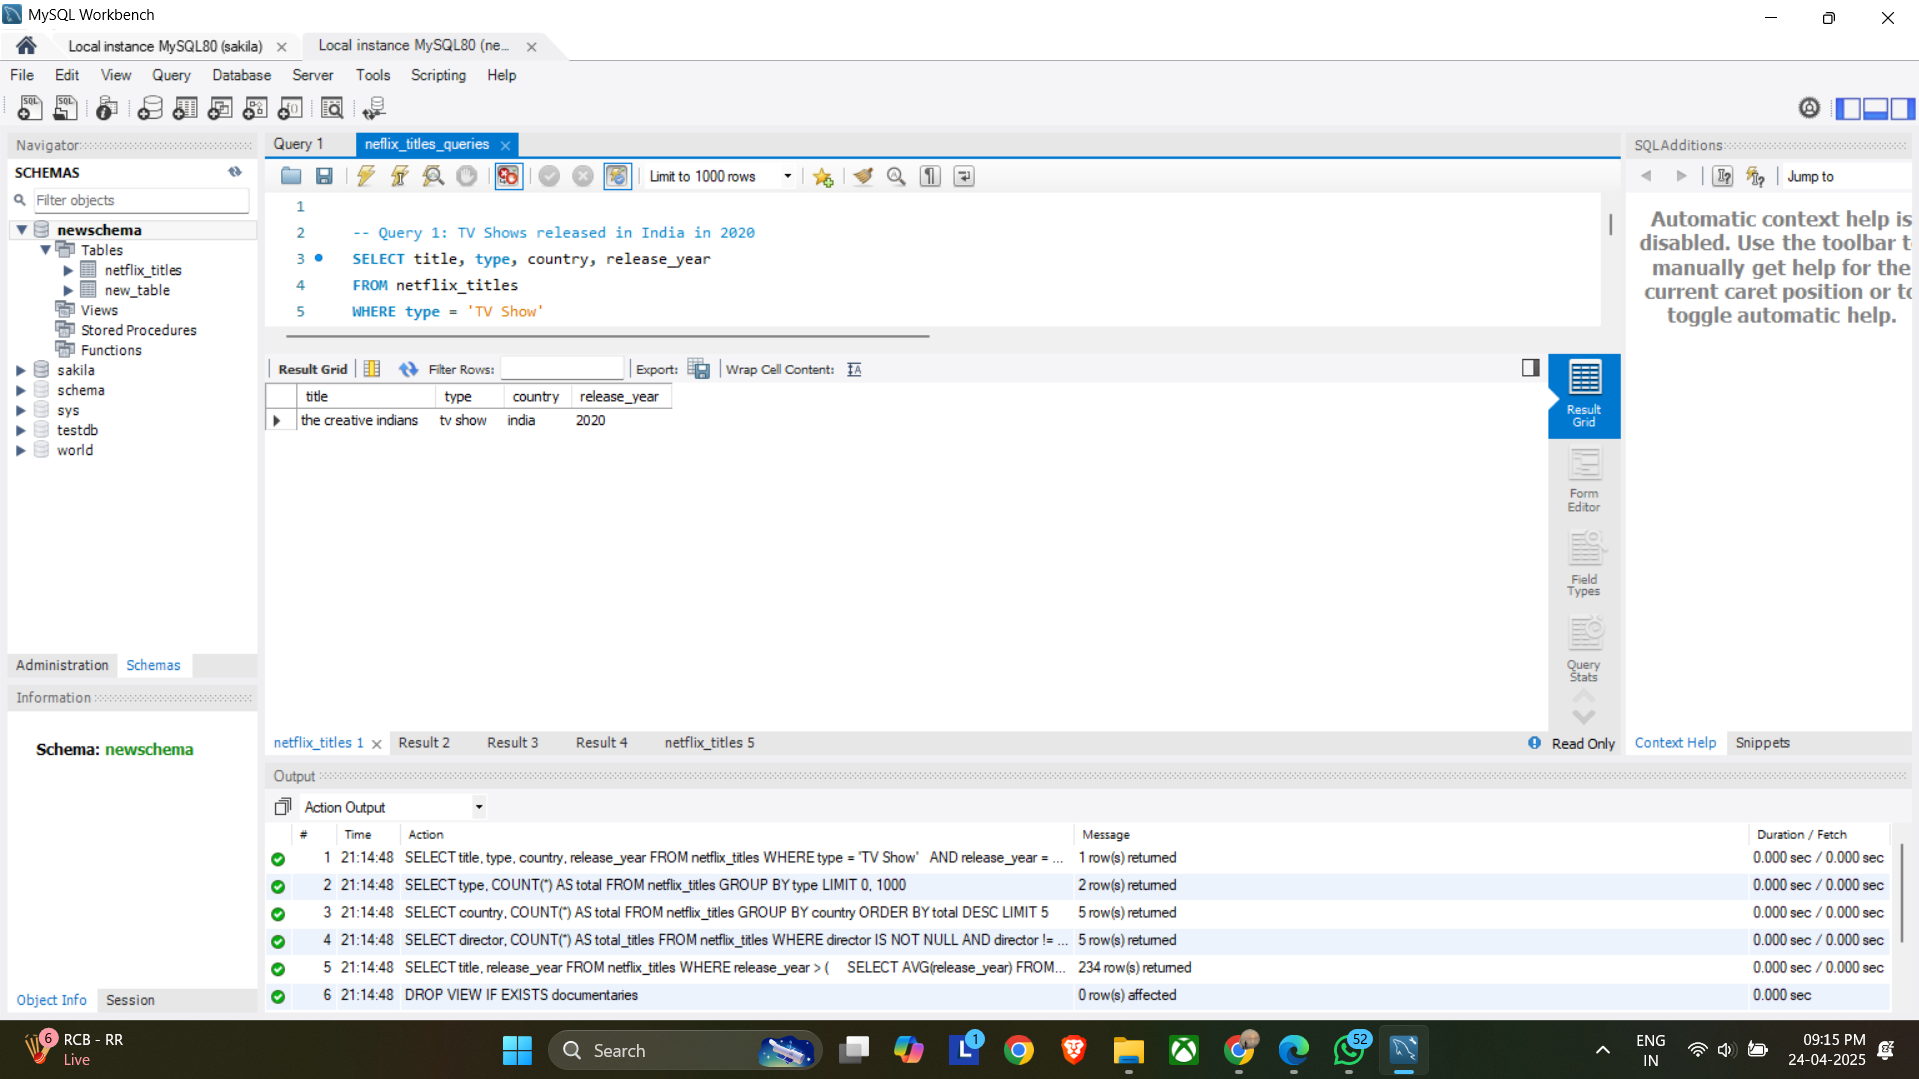 MySQL Workbench
Local instance MySQL80 (sakila)
Local instance MySQL80 (ne...
File Edit View Query Database Server Tools Scripting Help
Navigator
SCHEMAS
Filter objects
newschema
Tables
netflix_titles
new_table
Views
Stored Procedures
Functions
sakila
schema
sys
testdb
world
Administration Schemas
Information
Schema: newschema
Object Info Session
Query 1 neflix_titles_queries
Limit to 1000 rows
1
2 -- Query 1: TV Shows released in India in 2020
3 SELECT title, type, country, release_year
4 FROM netflix_titles
5 WHERE type = 'TV Show'
Result Grid Filter Rows: Export: Wrap Cell Content:
title type country release_year
the creative indians tv show india 2020
Result
Grid
Form
Editor
Field
Types
Query
Stats
netflix_titles 1 Result 2 Result 3 Result 4 netflix_titles 5 Read Only
SQLAdditions
Jump to
Automatic context help is
disabled. Use the toolbar t
manually get help for the
current caret position or to
toggle automatic help.
Context Help Snippets
Output
Action Output
# Time Action Message Duration / Fetch
1 21:14:48 SELECT title, type, country, release_year FROM netflix_titles WHERE type = 'TV Show' AND release_year = ... 1 row(s) returned 0.000 sec / 0.000 sec
2 21:14:48 SELECT type, COUNT(*) AS total FROM netflix_titles GROUP BY type LIMIT 0, 1000 2 row(s) returned 0.000 sec / 0.000 sec
3 21:14:48 SELECT country, COUNT(*) AS total FROM netflix_titles GROUP BY country ORDER BY total DESC LIMIT 5 5 row(s) returned 0.000 sec / 0.000 sec
4 21:14:48 SELECT director, COUNT(*) AS total_titles FROM netflix_titles WHERE director IS NOT NULL AND director != ... 5 row(s) returned 0.000 sec / 0.000 sec
5 21:14:48 SELECT title, release_year FROM netflix_titles WHERE release_year > ( SELECT AVG(release_year) FROM... 234 row(s) returned 0.000 sec / 0.000 sec
6 21:14:48 DROP VIEW IF EXISTS documentaries 0 row(s) affected 0.000 sec
6
RCB - RR
Live
Search
1
52
ENG
IN
09:15 PM
24-04-2025